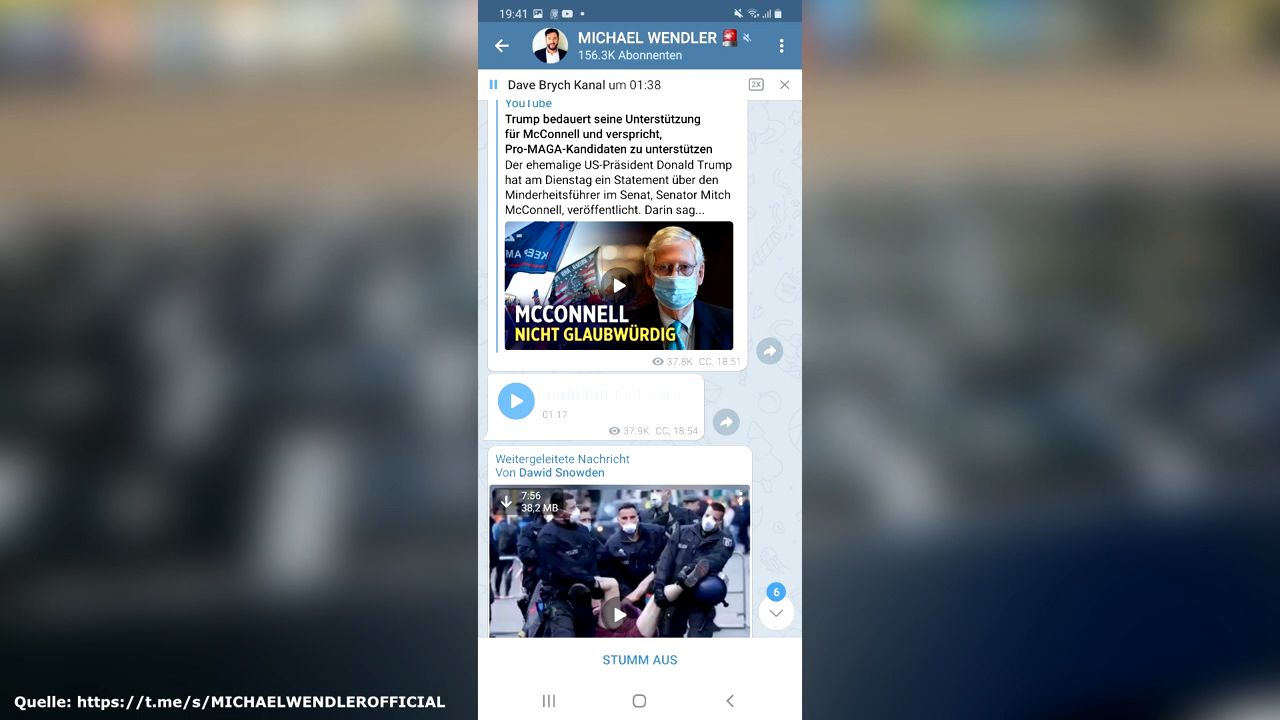 19:41
MICHAEL WENDLER 🚨
156.3K Abonnenten
Dave Brych Kanal um 01:38
2X
YouTube
Trump bedauert seine Unterstützung
für McConnell und verspricht,
Pro-MAGA-Kandidaten zu unterstützen
Der ehemalige US-Präsident Donald Trump
hat am Dienstag ein Statement über den
Minderheitsführer im Senat, Senator Mitch
McConnell, veröffentlicht. Darin sag...
MCCONNELL
NICHT GLAUBWÜRDIG
37.8K CC, 18:51
01:17
37.9K CC, 18:54
Weitergeleitete Nachricht
Von Dawid Snowden
7:56
38,2 MB
6
STUMM AUS
Quelle: https://t.me/s/MICHAELWENDLEROFFICIAL